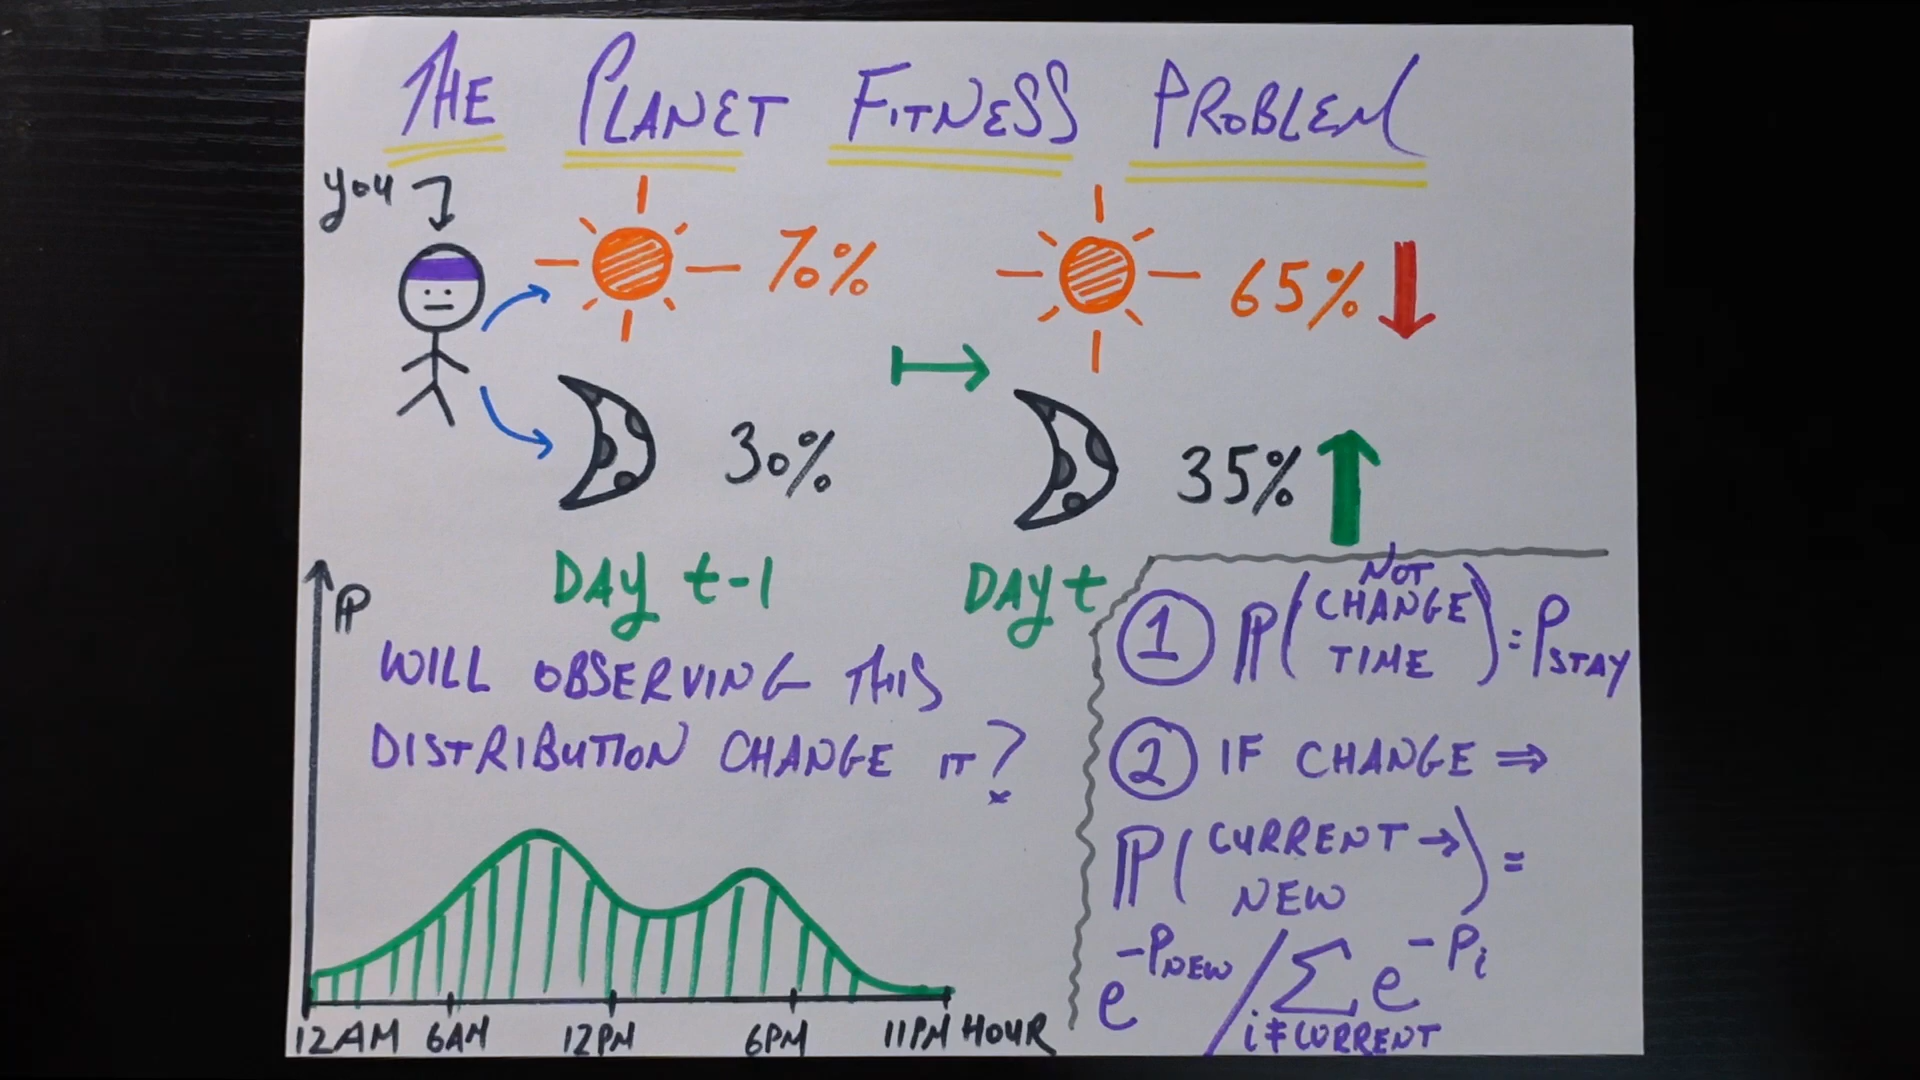 THE PLANET FITNESS PROBLEM
you
70%
65%
30%
35%
DAY t-1
DAY t
P
WILL OBSERVING THIS
DISTRIBUTION CHANGE IT?
12AM 6AM 12PM 6PM 11PM HOUR
① ℙ(NOT CHANGE TIME) = P_STAY
② IF CHANGE ⇒
ℙ(CURRENT → NEW) =
e^{-P_NEW} / Σ_{i≠CURRENT} e^{-P_i}